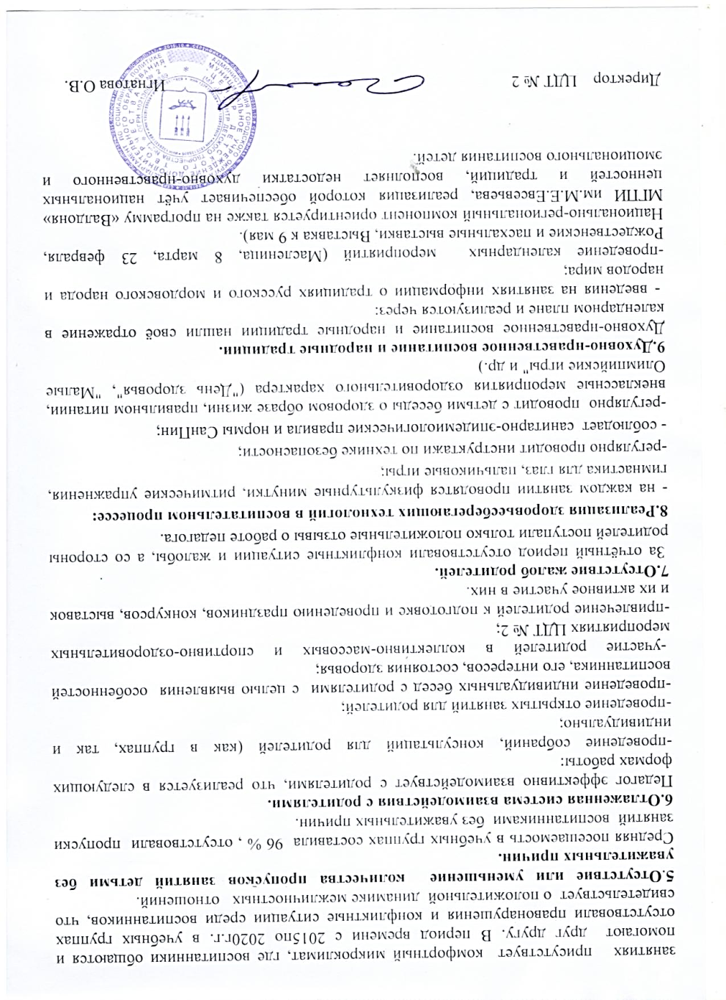 занятиях присутствует комфортный микроклимат, где воспитанники общаются и
помогают друг другу. В период времени с 2015по 2020г.г. в учебных группах
отсутствовали правонарушения и конфликтные ситуации среди воспитанников, что
свидетельствует о положительной динамике межличностных отношений.
5.Отсутствие или уменьшение количества пропусков занятий детьми без
уважительных причин.
Средняя посещаемость в учебных группах составила 96 % , отсутствовали пропуски
занятий воспитанниками без уважительных причин.
6.Отлаженная система взаимодействия с родителями.
Педагог эффективно взаимодействует с родителями, что реализуется в следующих
формах работы:
-проведение собраний, консультаций для родителей (как в группах, так и
индивидуально;
-проведение открытых занятий для родителей;
-проведение индивидуальных бесед с родителями с целью выявления особенностей
воспитанника, его интересов, состояния здоровья;
-участие родителей в коллективно-массовых и спортивно-оздоровительных
мероприятиях ЦДТ № 2;
-привлечение родителей к подготовке и проведению праздников, конкурсов, выставок
и их активное участие в них.
7.Отсутствие жалоб родителей.
За отчётный период отсутствовали конфликтные ситуации и жалобы, а со стороны
родителей поступали только положительные отзывы о работе педагога.
8.Реализация здоровьесберегающих технологий в воспитательном процессе:
- на каждом занятии проводятся физкультурные минутки, ритмические упражнения,
гимнастика для глаз, пальчиковые игры;
-регулярно проводит инструктажи по технике безопасности;
- соблюдает санитарно-эпидемиологические правила и нормы СанПин;
-регулярно проводит с детьми беседы о здоровом образе жизни, правильном питании,
внеклассные мероприятия оздоровительного характера ("День здоровья", "Малые
Олимпийские игры" и др.)
9.Духовно-нравственное воспитание и народные традиции.
Духовно-нравственное воспитание и народные традиции нашли своё отражение в
календарном плане и реализуются через:
- введения на занятиях информации о традициях русского и мордовского народа и
народов мира;
-проведение календарных мероприятий (Масленица, 8 марта, 23 февраля,
Рождественские и пасхальные выставки, Выставка к 9 мая).
Национально-региональный компонент ориентируется также на программу «Валдоня»
МГПИ им.М.Е.Евсевьева, реализация которой обеспечивает учёт национальных
ценностей и традиций, восполняет недостатки духовно-нравственного и
эмоционального воспитания детей.
Директор ЦДТ № 2 Игнатова О.В.